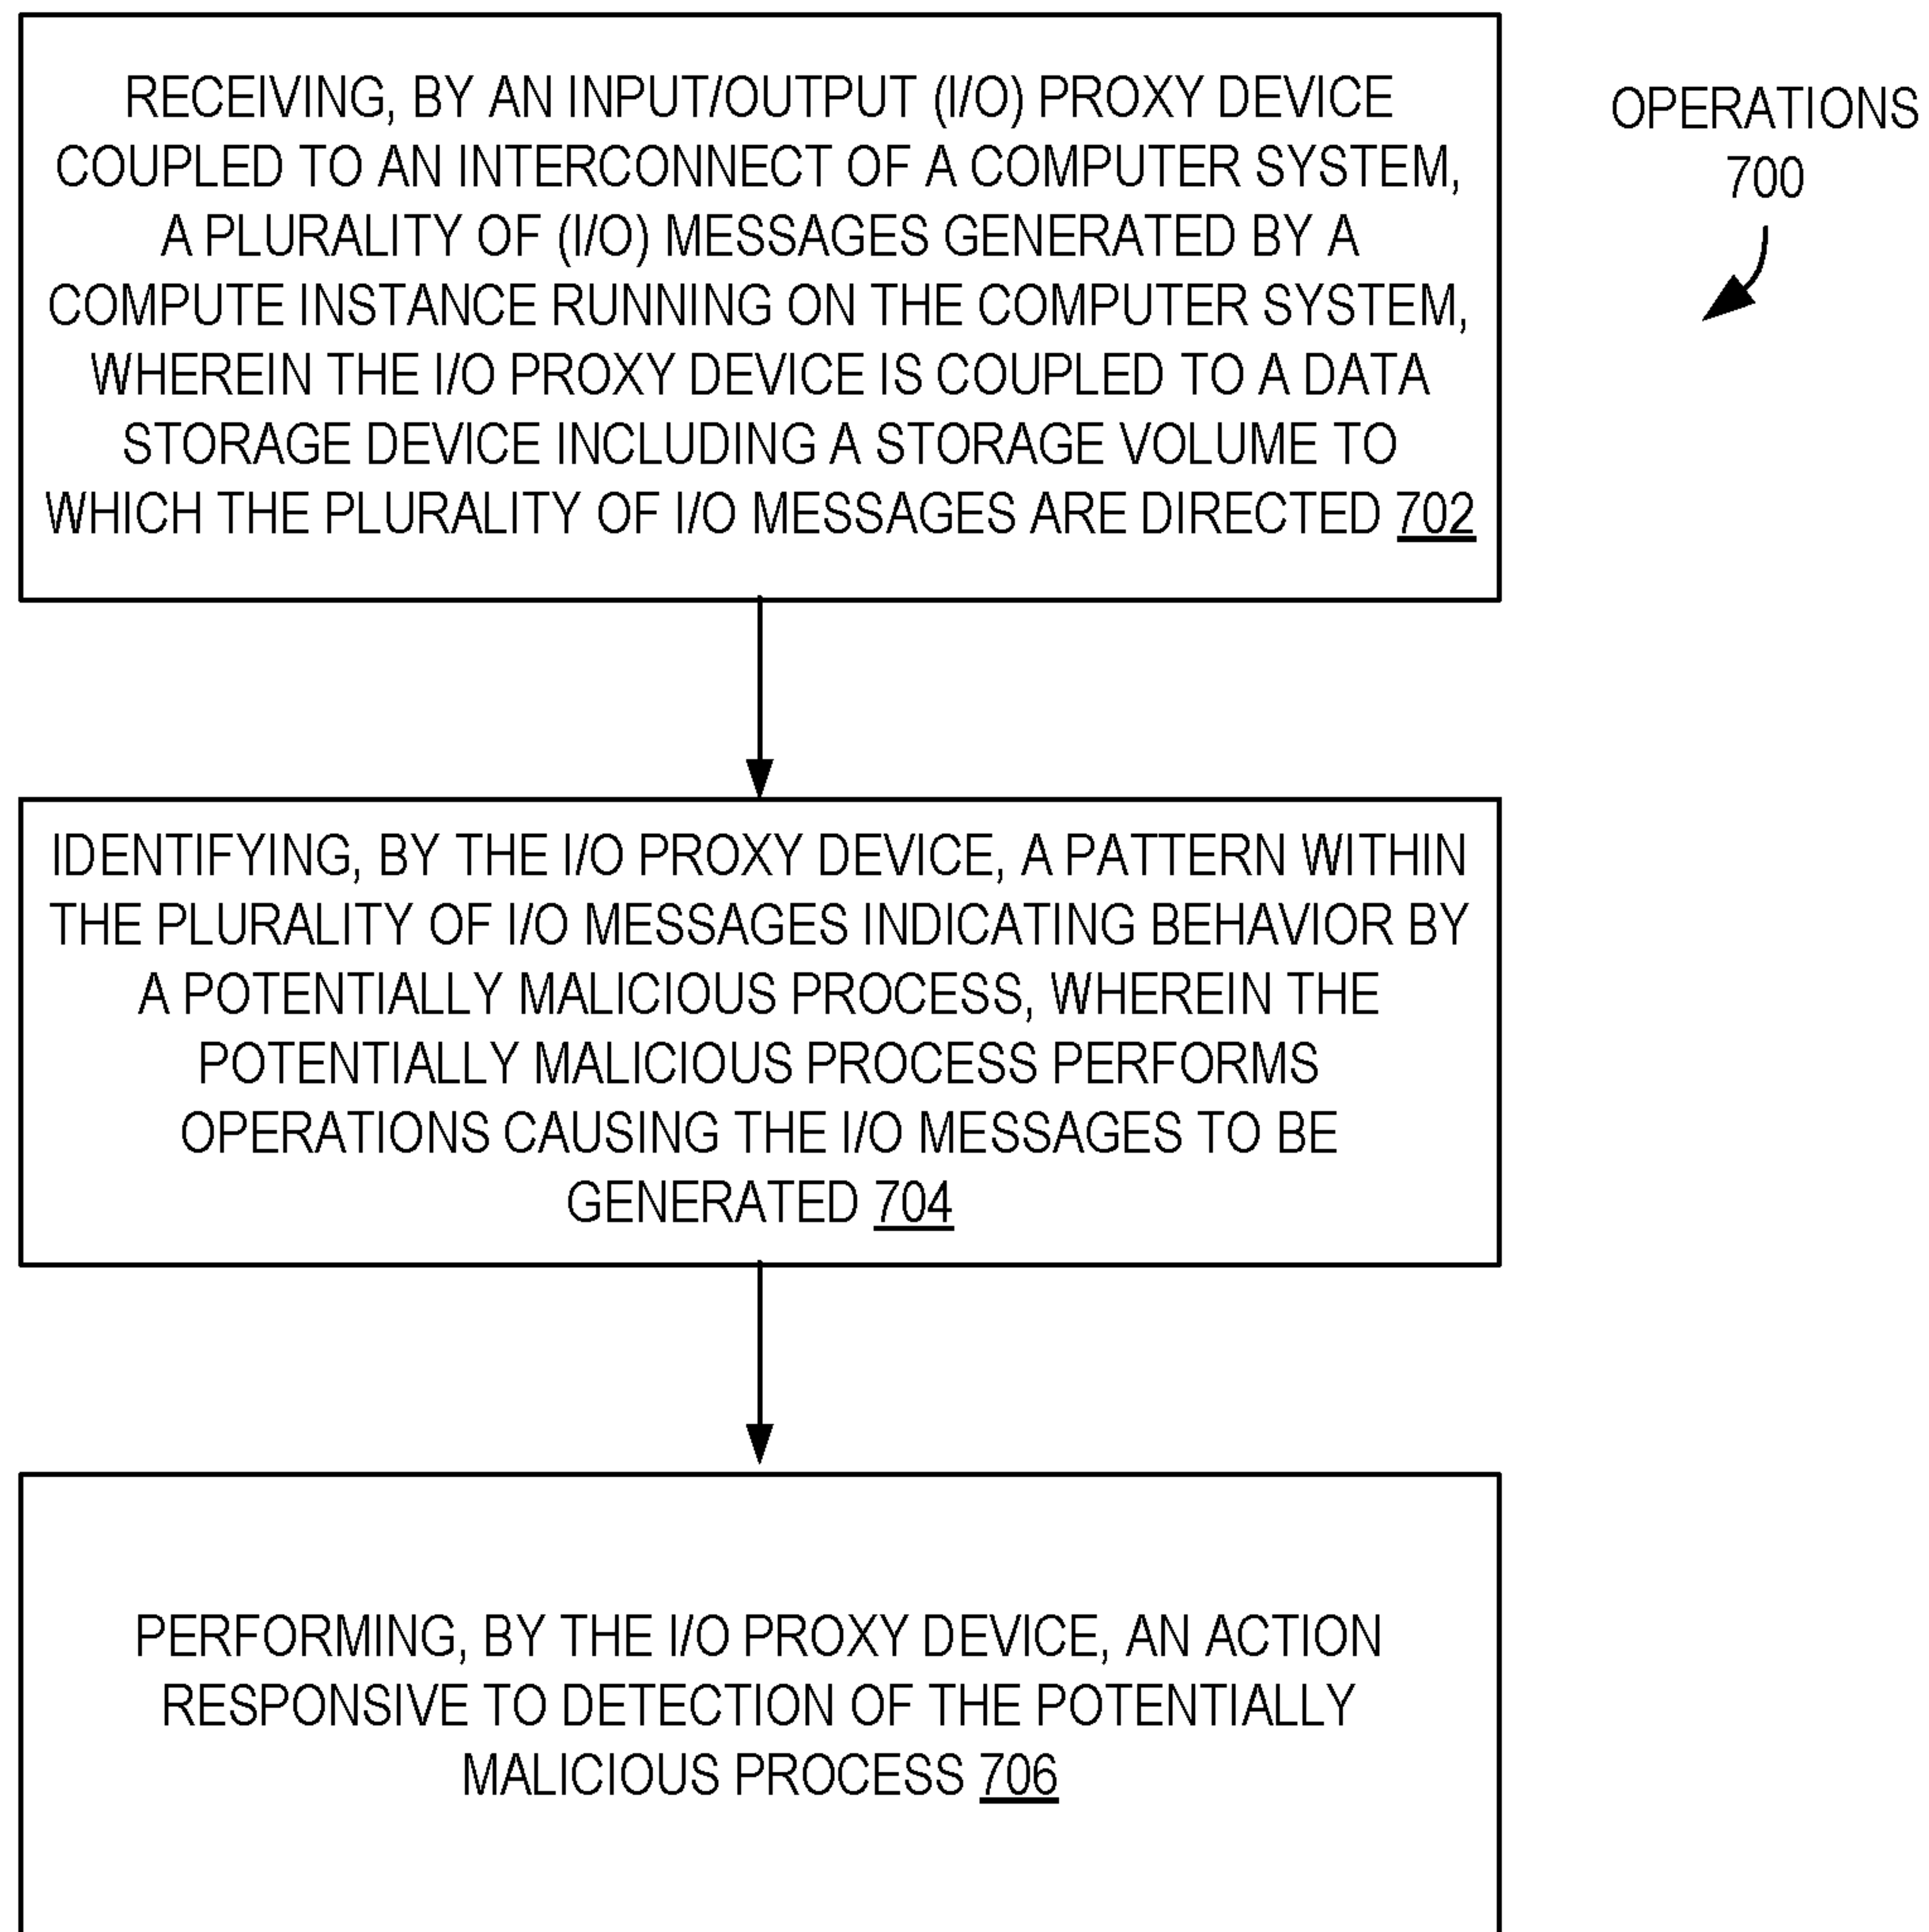 RECEIVING, BY AN INPUT/OUTPUT (I/O) PROXY DEVICE
COUPLED TO AN INTERCONNECT OF A COMPUTER SYSTEM,
A PLURALITY OF (I/O) MESSAGES GENERATED BY A
COMPUTE INSTANCE RUNNING ON THE COMPUTER SYSTEM,
WHEREIN THE I/O PROXY DEVICE IS COUPLED TO A DATA
STORAGE DEVICE INCLUDING A STORAGE VOLUME TO
WHICH THE PLURALITY OF I/O MESSAGES ARE DIRECTED 702
OPERATIONS
700
IDENTIFYING, BY THE I/O PROXY DEVICE, A PATTERN WITHIN
THE PLURALITY OF I/O MESSAGES INDICATING BEHAVIOR BY
A POTENTIALLY MALICIOUS PROCESS, WHEREIN THE
POTENTIALLY MALICIOUS PROCESS PERFORMS
OPERATIONS CAUSING THE I/O MESSAGES TO BE
GENERATED 704
PERFORMING, BY THE I/O PROXY DEVICE, AN ACTION
RESPONSIVE TO DETECTION OF THE POTENTIALLY
MALICIOUS PROCESS 706